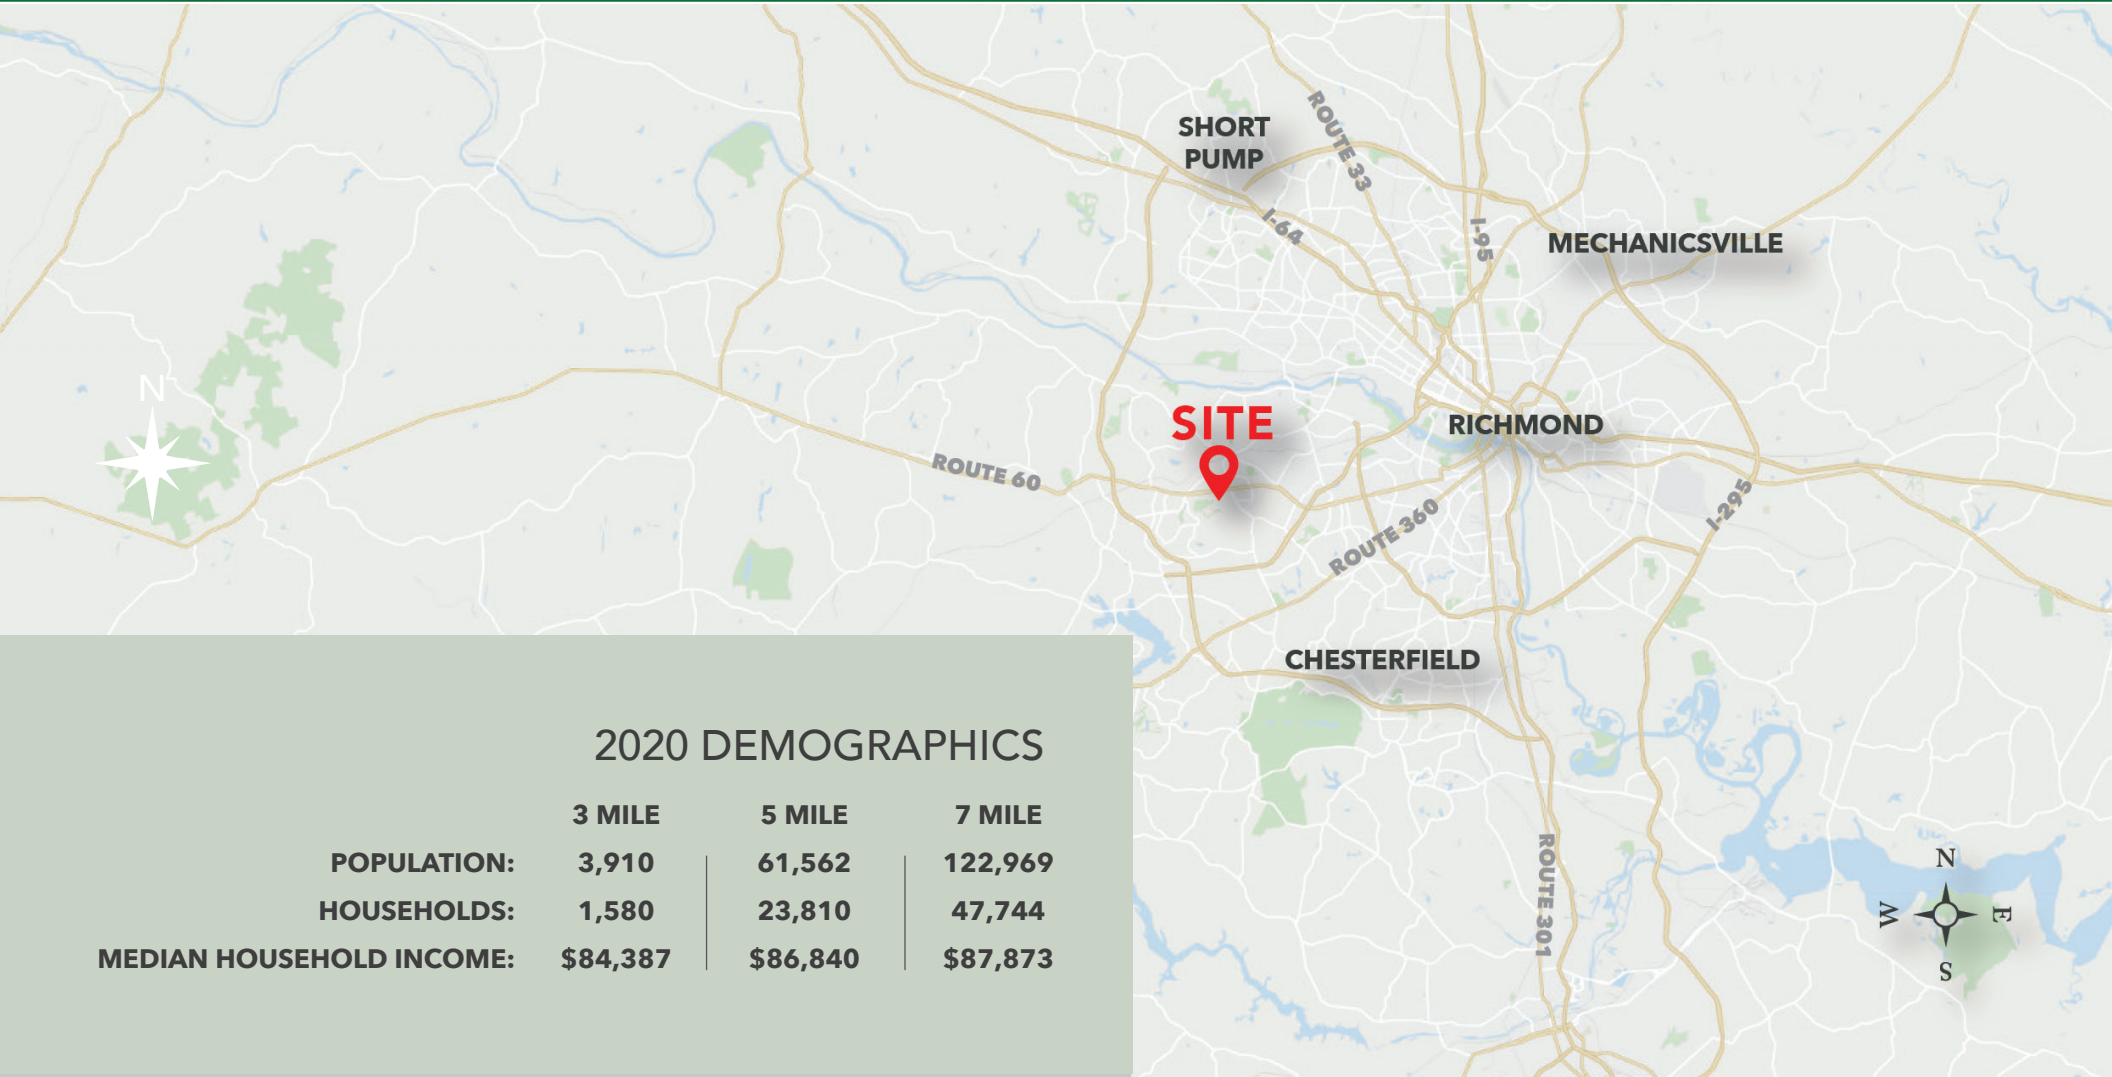 SHORT
PUMP
ROUTE 33
I-64
I-95
MECHANICSVILLE
N
SITE
RICHMOND
ROUTE 60
ROUTE 360
I-295
CHESTERFIELD
2020 DEMOGRAPHICS
3 MILE 5 MILE 7 MILE
POPULATION: 3,910 61,562 122,969
HOUSEHOLDS: 1,580 23,810 47,744
MEDIAN HOUSEHOLD INCOME: $84,387 $86,840 $87,873
ROUTE 301
N
W E
S